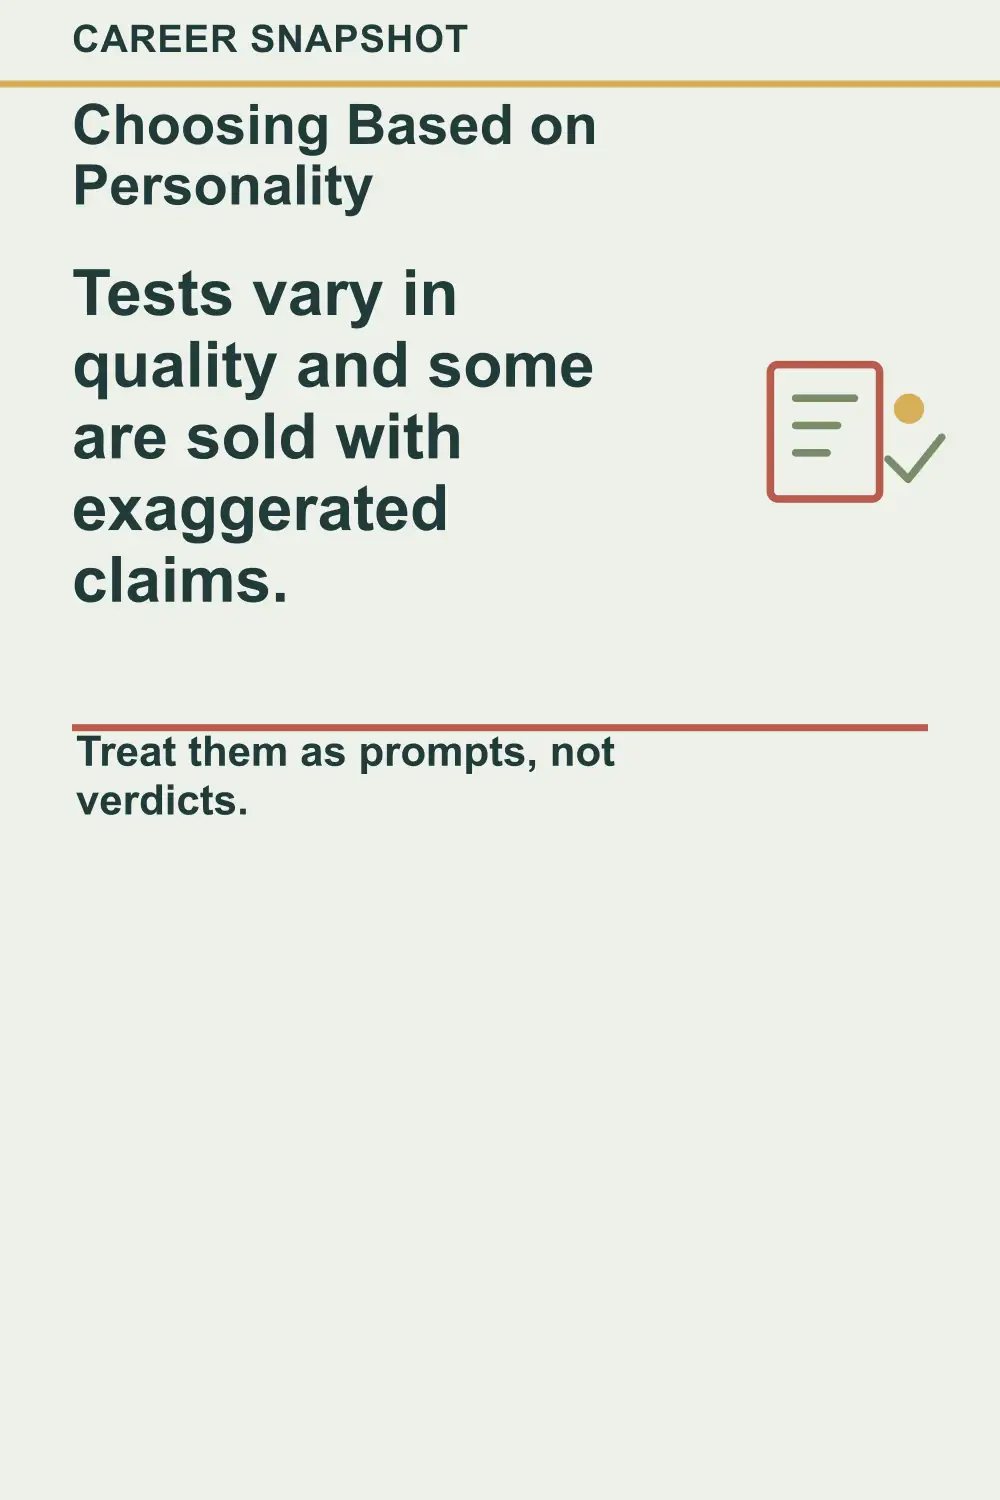 CAREER SNAPSHOT
Choosing Based on
Personality
Tests vary in
quality and some
are sold with
exaggerated
claims.
Treat them as prompts, not
verdicts.